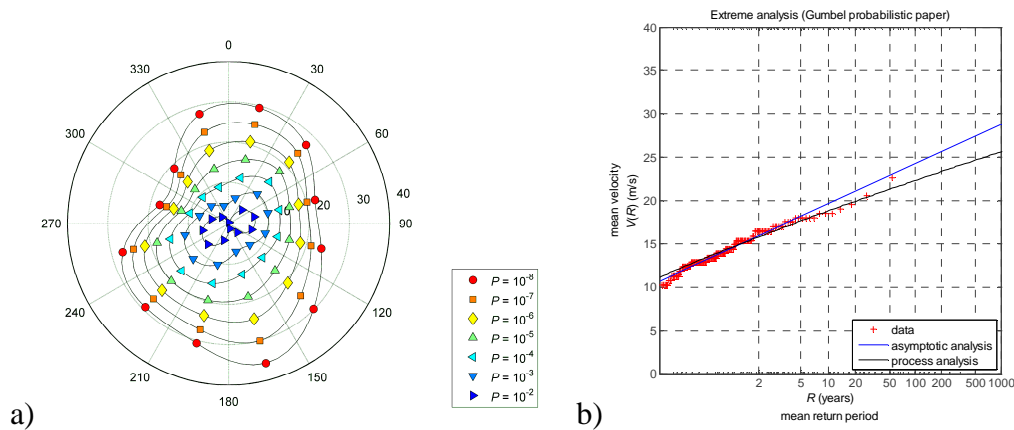 0
30
60
90
120
150
180
210
240
270
300
330
0
20
30
40
P = 10-8
P = 10-7
P = 10-6
P = 10-5
P = 10-4
P = 10-3
P = 10-2
a)
Extreme analysis (Gumbel probabilistic paper)
40
35
30
25
20
15
10
5
0
mean velocity
V(R) (m/s)
data
asymptotic analysis
process analysis
2 5 10 20 50 100 200 500 1000
R (years)
mean return period
b)